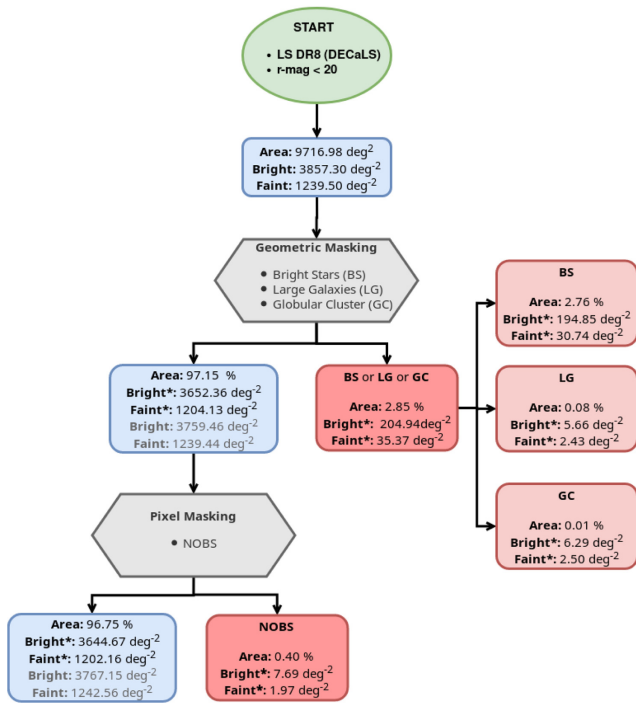 START
• LS DR8 (DECaLS)
• r-mag < 20
Area: 9716.98 deg²
Bright: 3857.30 deg⁻²
Faint: 1239.50 deg⁻²
Geometric Masking
• Bright Stars (BS)
• Large Galaxies (LG)
• Globular Cluster (GC)
BS
Area: 2.76 %
Bright*: 194.85 deg⁻²
Faint*: 30.74 deg⁻²
Area: 97.15 %
Bright*: 3652.36 deg⁻²
Faint*: 1204.13 deg⁻²
Bright: 3759.46 deg⁻²
Faint: 1239.44 deg⁻²
BS or LG or GC
Area: 2.85 %
Bright*: 204.94deg⁻²
Faint*: 35.37 deg⁻²
LG
Area: 0.08 %
Bright*: 5.66 deg⁻²
Faint*: 2.43 deg⁻²
GC
Area: 0.01 %
Bright*: 6.29 deg⁻²
Faint*: 2.50 deg⁻²
Pixel Masking
• NOBS
Area: 96.75 %
Bright*: 3644.67 deg⁻²
Faint*: 1202.16 deg⁻²
Bright: 3767.15 deg⁻²
Faint: 1242.56 deg⁻²
NOBS
Area: 0.40 %
Bright*: 7.69 deg⁻²
Faint*: 1.97 deg⁻²